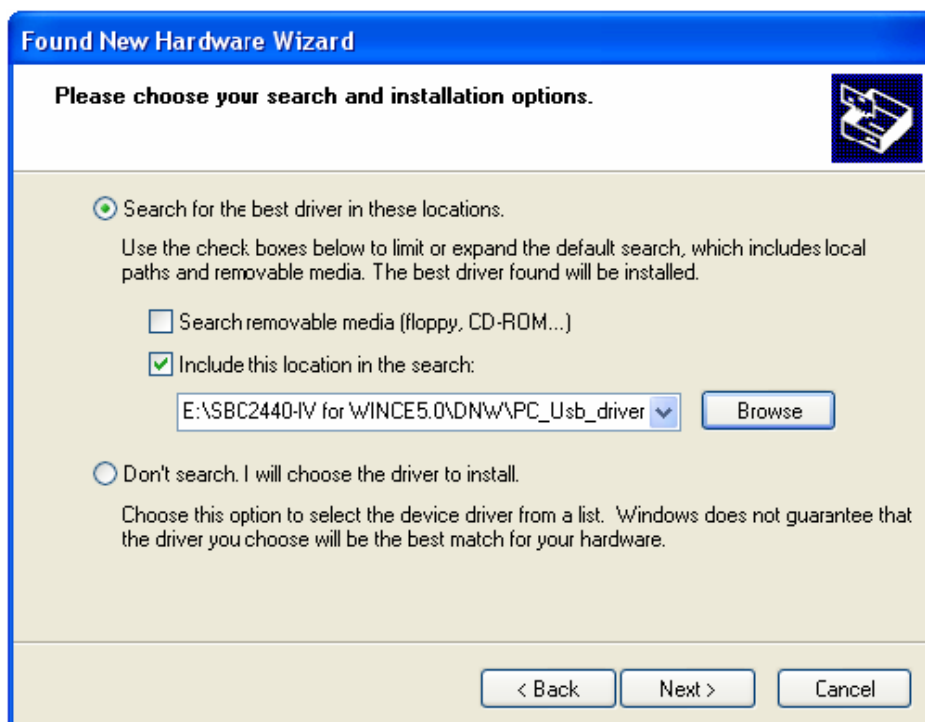 Found New Hardware Wizard
Please choose your search and installation options.
Search for the best driver in these locations.
Use the check boxes below to limit or expand the default search, which includes local
paths and removable media. The best driver found will be installed.
Search removable media (floppy, CD-ROM...)
Include this location in the search:
E:\SBC2440-IV for WINCE5.0\DNW\PC_Usb_driver
Browse
Don't search. I will choose the driver to install.
Choose this option to select the device driver from a list. Windows does not guarantee that
the driver you choose will be the best match for your hardware.
< Back
Next >
Cancel